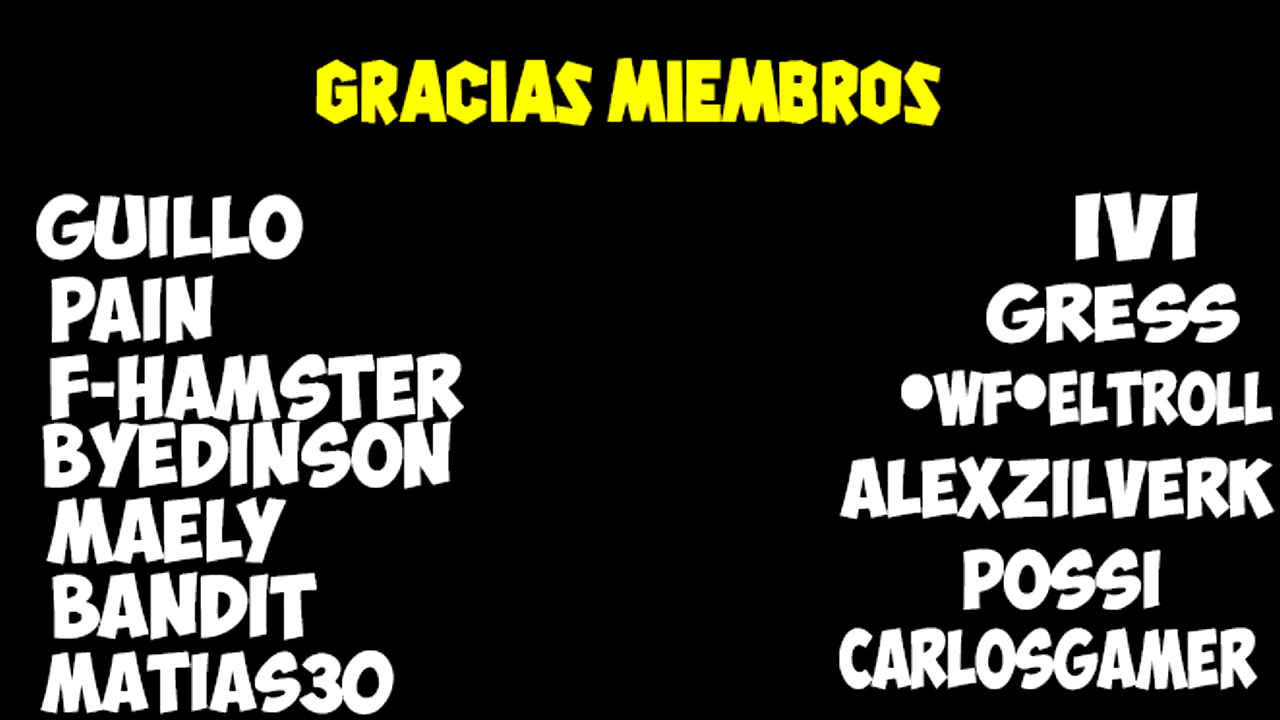 GRACIAS MIEMBROS
GUILLO
PAIN
F-HAMSTER
BYEDINSON
MAELY
BANDIT
MATIAS30
IVI
GRESS
•WF•ELTROLL
ALEXZILVERK
POSSI
CARLOSGAMER